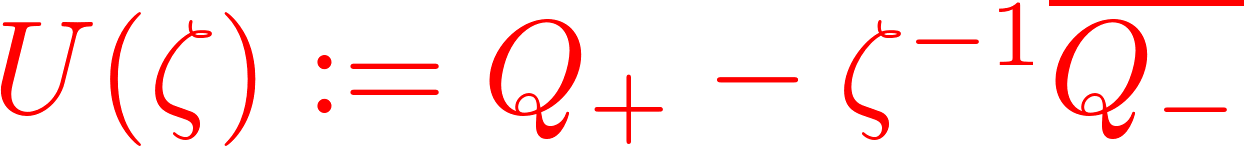 U(ζ) := Q₊ − ζ⁻¹\overline{Q₋}